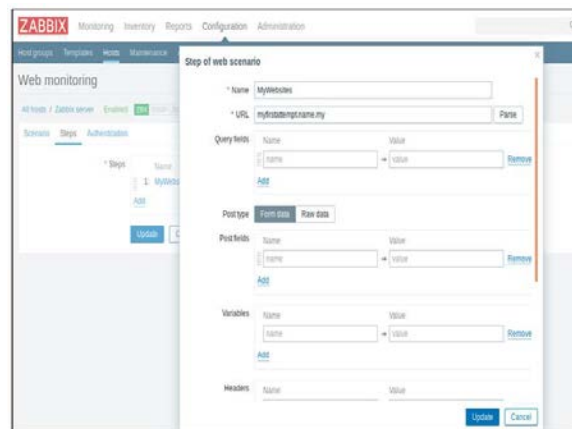 ZABBIX Monitoring Inventory Reports Configuration Administration
Host groups Templates Hosts Maintenance
Web monitoring
All hosts / Zabbix server Enabled ZBX
Scenario Steps Authentication
* Steps Name
1: MyWebs
Add
Update
Step of web scenario
* Name MyWebsites
* URL myfirstattempt.name.my Parse
Query fields Name Value
name ⇒ value Remove
Add
Post type Form data Raw data
Post fields Name Value
name ⇒ value Remove
Add
Variables Name Value
name ⇒ value Remove
Add
Headers Name Value
Update Cancel